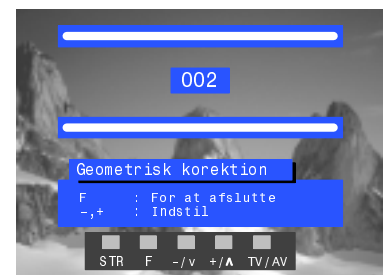 002
Geometrisk korektion
F : For at afslutte
-,+ : Indstil
STR F -/v +/∧ TV/AV